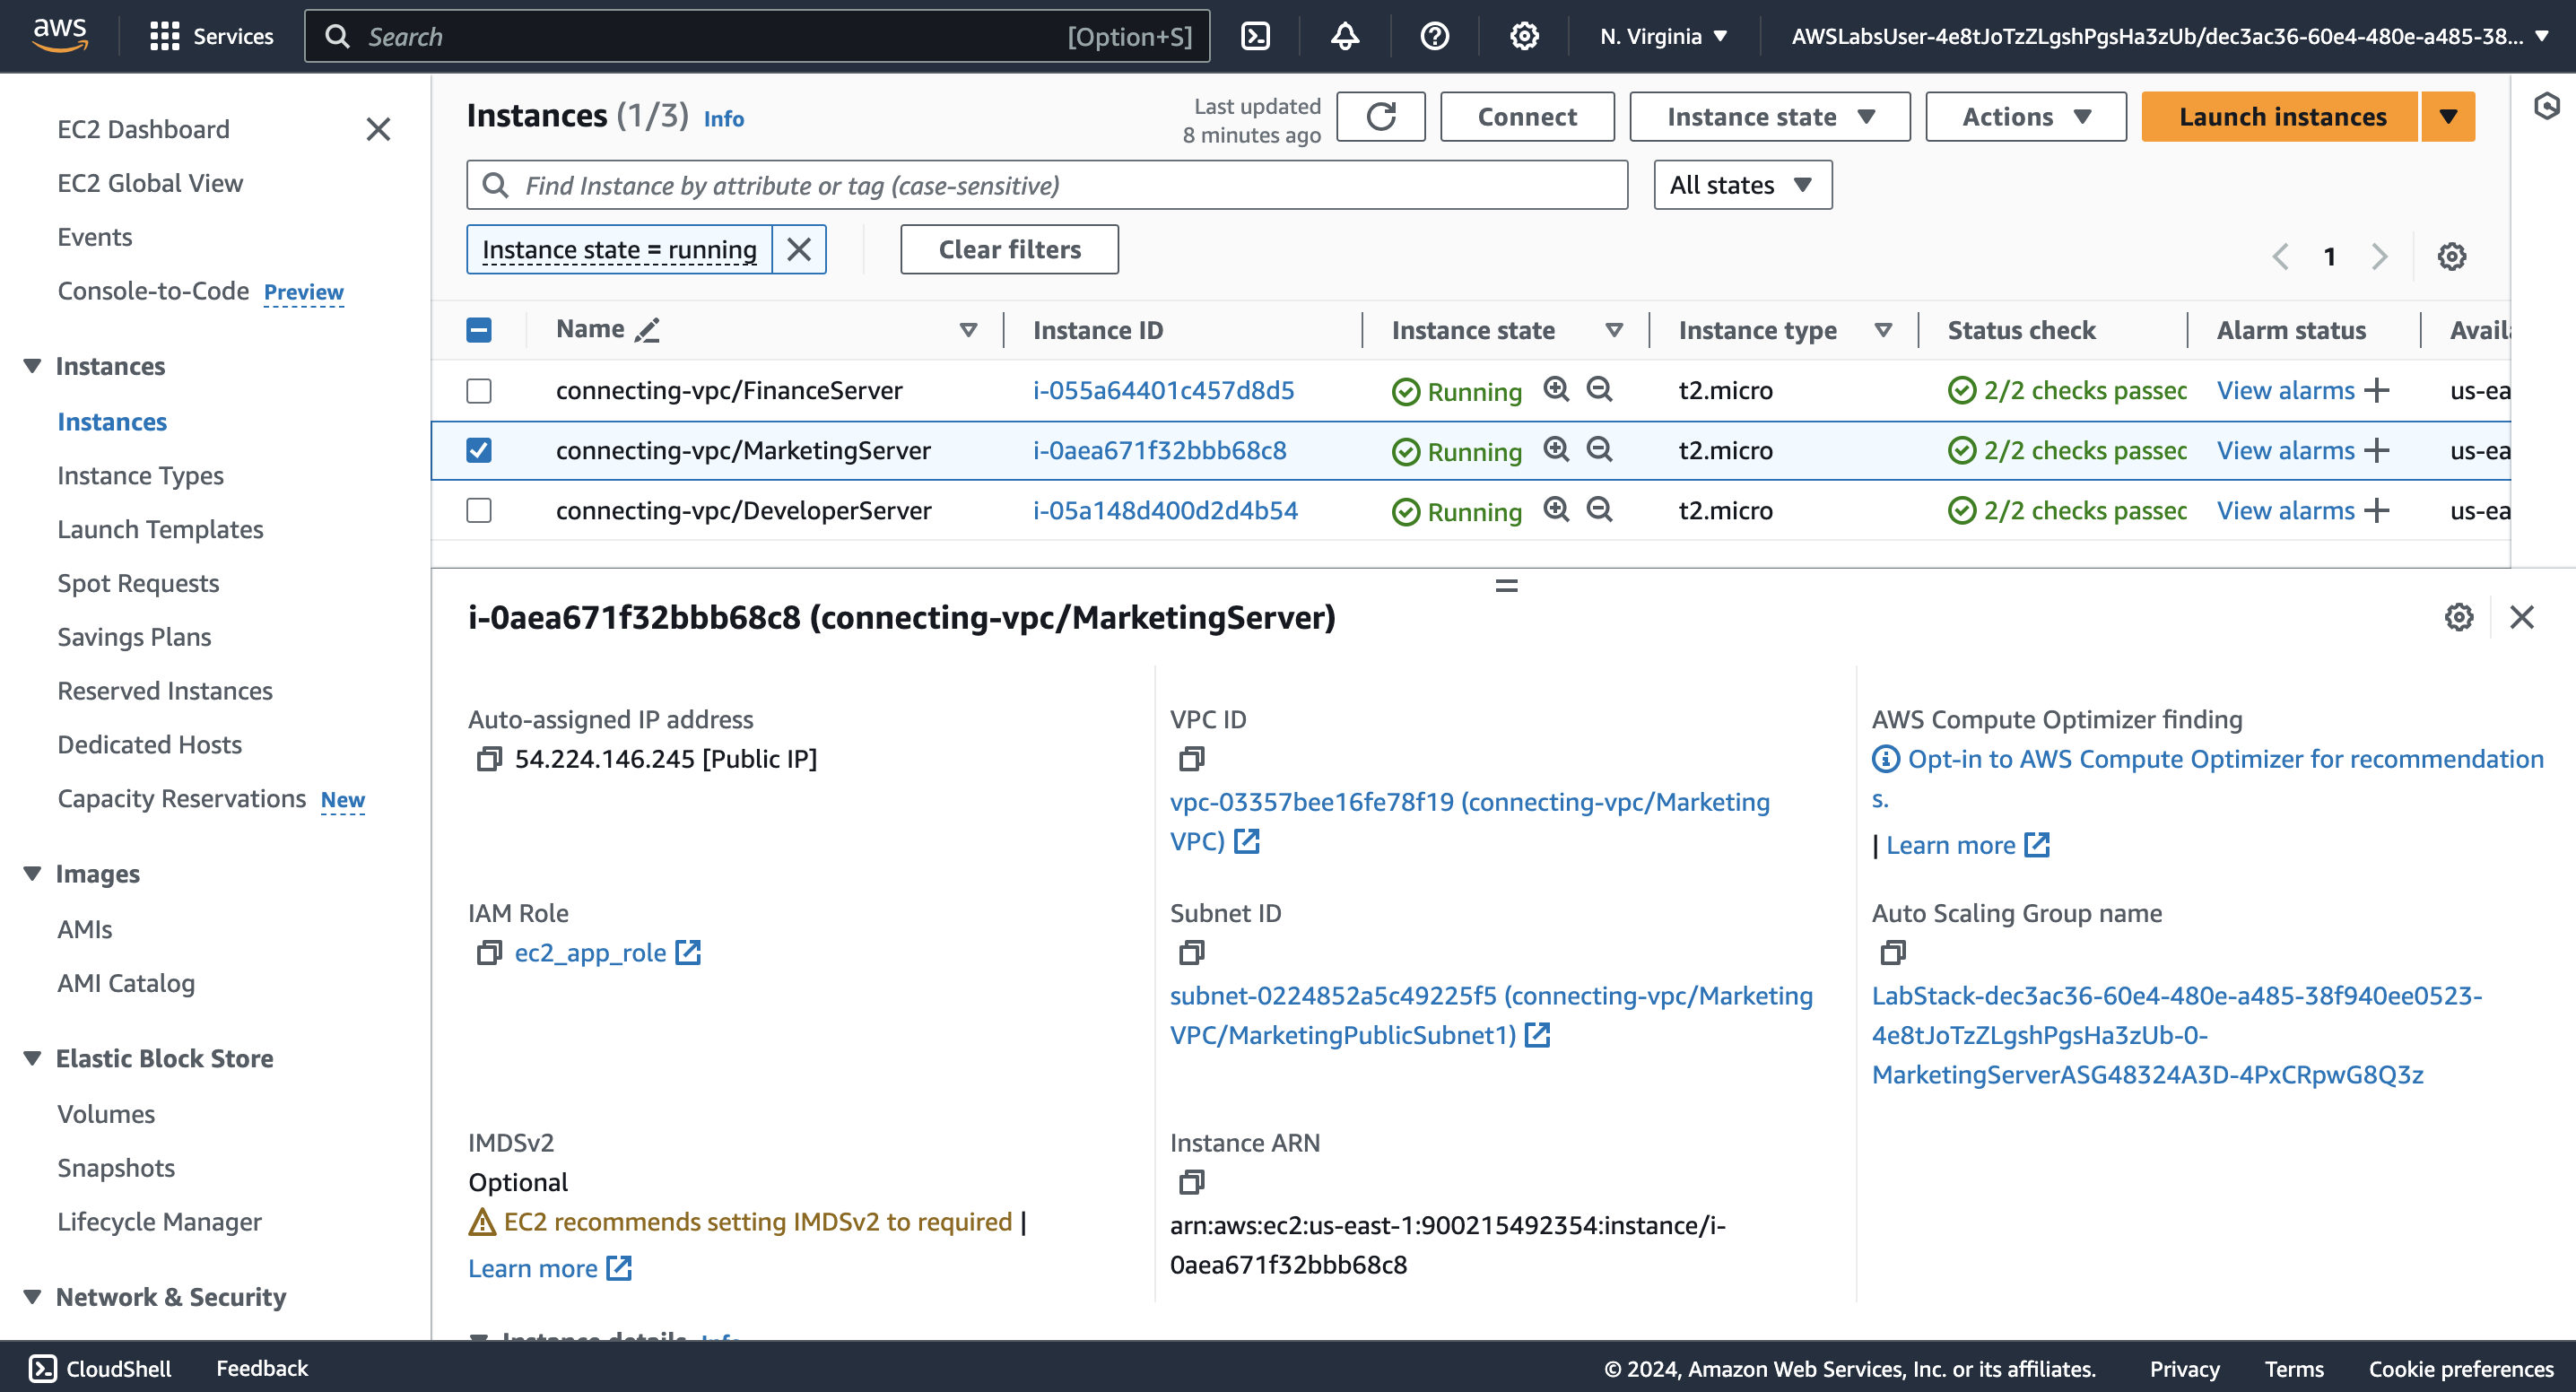 aws
Services
Search
[Option+S]
N. Virginia
AWSLabsUser-4e8tJoTzZLgshPgsHa3zUb/dec3ac36-60e4-480e-a485-38...
EC2 Dashboard
EC2 Global View
Events
Console-to-Code Preview
Instances
Instances
Instance Types
Launch Templates
Spot Requests
Savings Plans
Reserved Instances
Dedicated Hosts
Capacity Reservations New
Images
AMIs
AMI Catalog
Elastic Block Store
Volumes
Snapshots
Lifecycle Manager
Network & Security
Instances (1/3) Info
Last updated
8 minutes ago
Connect
Instance state
Actions
Launch instances
Find Instance by attribute or tag (case-sensitive)
All states
Instance state = running
Clear filters
1
Name Instance ID Instance state Instance type Status check Alarm status Avail
connecting-vpc/FinanceServer i-055a64401c457d8d5 Running t2.micro 2/2 checks passed View alarms us-ea
connecting-vpc/MarketingServer i-0aea671f32bbb68c8 Running t2.micro 2/2 checks passed View alarms us-ea
connecting-vpc/DeveloperServer i-05a148d400d2d4b54 Running t2.micro 2/2 checks passed View alarms us-ea
i-0aea671f32bbb68c8 (connecting-vpc/MarketingServer)
Auto-assigned IP address
54.224.146.245 [Public IP]
VPC ID
vpc-03357bee16fe78f19 (connecting-vpc/Marketing
VPC)
AWS Compute Optimizer finding
Opt-in to AWS Compute Optimizer for recommendation
s.
| Learn more
IAM Role
ec2_app_role
Subnet ID
subnet-0224852a5c49225f5 (connecting-vpc/Marketing
VPC/MarketingPublicSubnet1)
Auto Scaling Group name
LabStack-dec3ac36-60e4-480e-a485-38f940ee0523-
4e8tJoTzZLgshPgsHa3zUb-0-
MarketingServerASG48324A3D-4PxCRpwG8Q3z
IMDSv2
Optional
EC2 recommends setting IMDSv2 to required |
Learn more
Instance ARN
arn:aws:ec2:us-east-1:900215492354:instance/i-
0aea671f32bbb68c8
Instance details Info
CloudShell
Feedback
© 2024, Amazon Web Services, Inc. or its affiliates.
Privacy
Terms
Cookie preferences